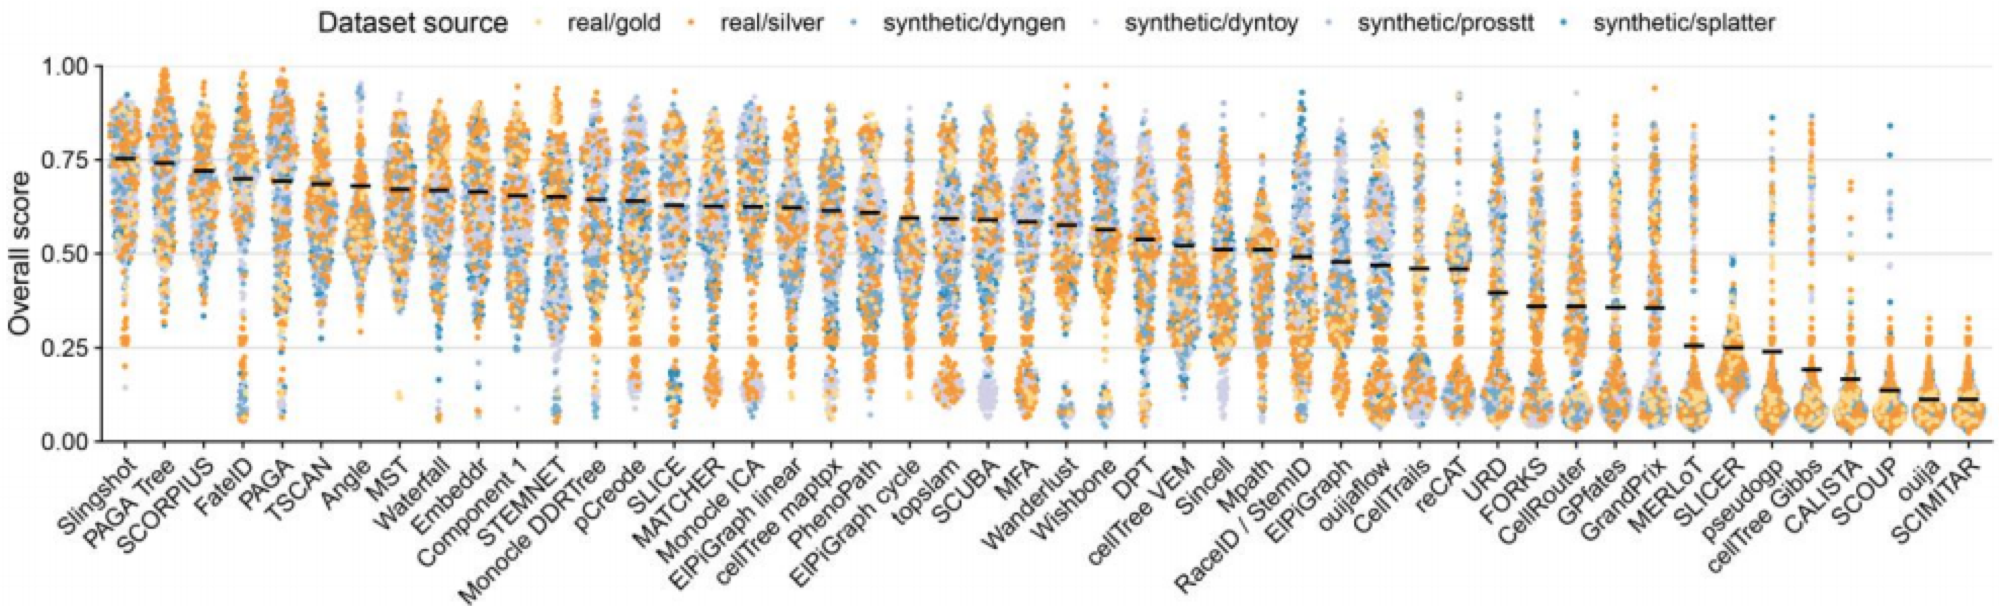 Dataset source real/gold real/silver synthetic/dyngen synthetic/dyntoy synthetic/prosstt synthetic/splatter
Overall score
1.00
0.75
0.50
0.25
0.00
Slingshot
PAGA Tree
SCORPIUS
FateID
PAGA
TSCAN
Angle
MST
Waterfall
Embeddr
Component 1
STEMNET
Monocle DDRTree
pCreode
SLICE
MATCHER
Monocle ICA
ElPiGraph linear
cellTree maptpx
PhenoPath
ElPiGraph cycle
topslam
SCUBA
MFA
Wanderlust
Wishbone
DPT
cellTree VEM
Sincell
Mpath
RaceID / StemID
ElPiGraph
ouijaflow
CellTrails
reCAT
URD
FORKS
CellRouter
GPfates
GrandPrix
MERLoT
SLICER
pseudogp
cellTree Gibbs
CALISTA
SCOUP
ouija
SCIMITAR